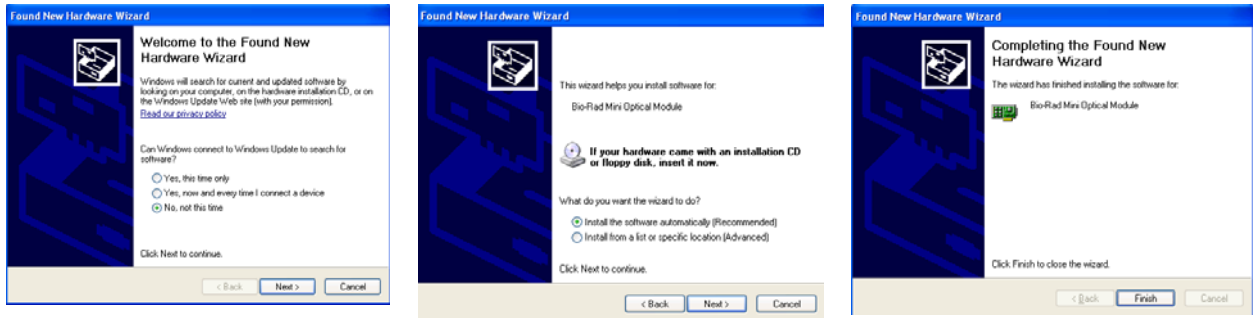 Found New Hardware Wizard
Welcome to the Found New
Hardware Wizard
Windows will search for current and updated software by
looking on your computer, on the hardware installation CD, or on
the Windows Update Web site (with your permission).
Read our privacy policy
Can Windows connect to Windows Update to search for
software?
Yes, this time only
Yes, now and every time I connect a device
No, not this time
Click Next to continue.
< Back Next > Cancel
Found New Hardware Wizard
This wizard helps you install software for:
Bio-Rad Mini Optical Module
If your hardware came with an installation CD
or floppy disk, insert it now.
What do you want the wizard to do?
Install the software automatically (Recommended)
Install from a list or specific location (Advanced)
Click Next to continue.
< Back Next > Cancel
Found New Hardware Wizard
Completing the Found New
Hardware Wizard
The wizard has finished installing the software for:
Bio-Rad Mini Optical Module
Click Finish to close the wizard.
< Back Finish Cancel